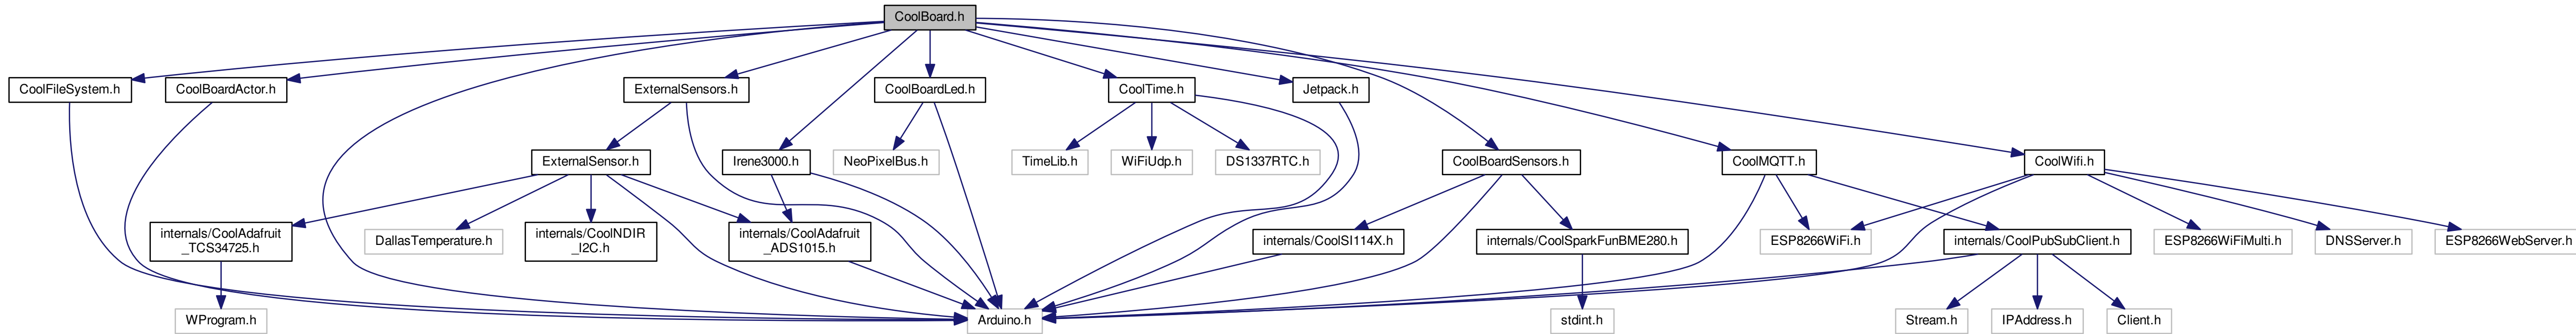 CoolBoard.h
CoolFileSystem.h
CoolBoardActor.h
ExternalSensors.h
CoolBoardLed.h
CoolTime.h
Jetpack.h
ExternalSensor.h
Irene3000.h
NeoPixelBus.h
TimeLib.h
WiFiUdp.h
DS1337RTC.h
CoolBoardSensors.h
CoolMQTT.h
CoolWifi.h
internals/CoolAdafruit
_TCS34725.h
DallasTemperature.h
internals/CoolNDIR
_I2C.h
internals/CoolAdafruit
_ADS1015.h
internals/CoolSI114X.h
internals/CoolSparkFunBME280.h
ESP8266WiFi.h
internals/CoolPubSubClient.h
ESP8266WiFiMulti.h
DNSServer.h
ESP8266WebServer.h
WProgram.h
Arduino.h
stdint.h
Stream.h
IPAddress.h
Client.h